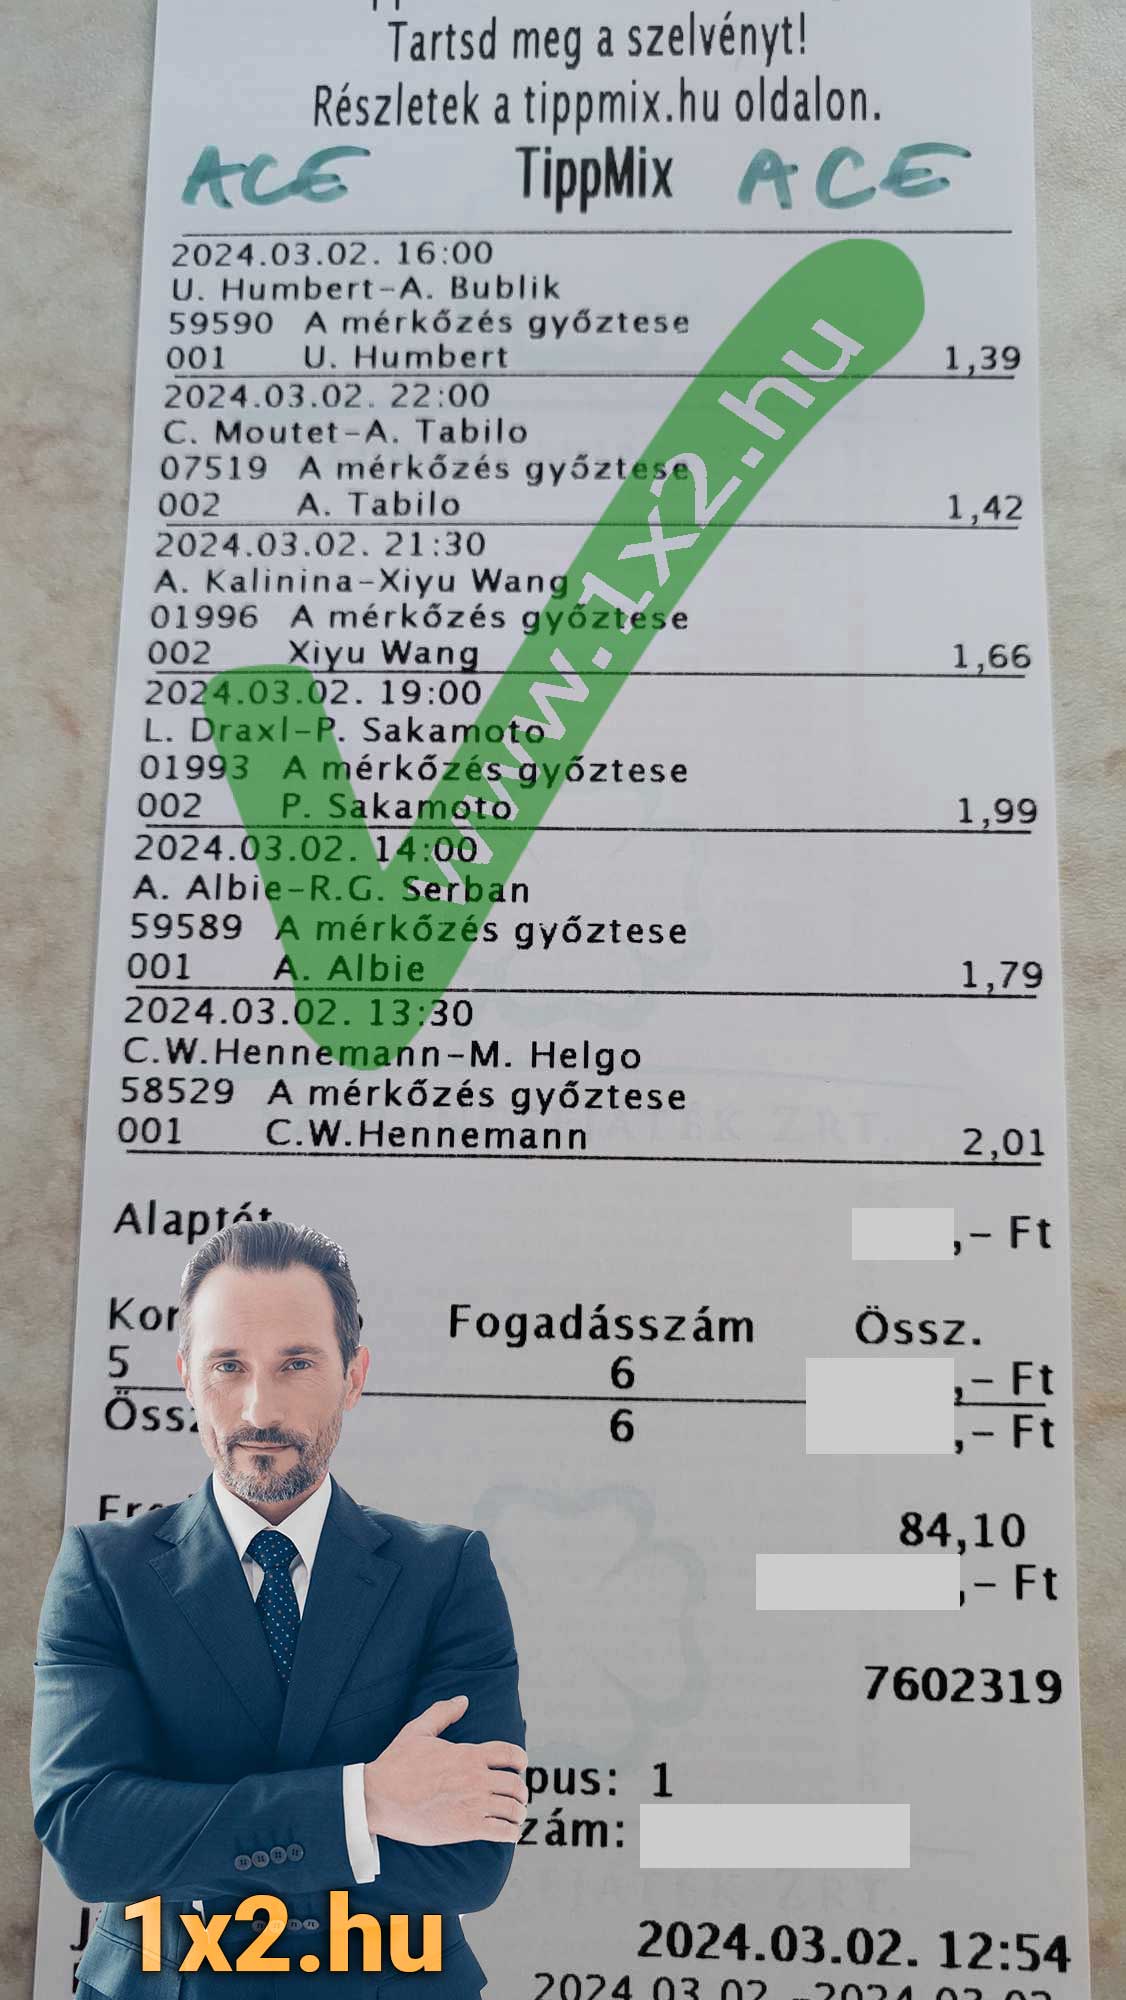 Tartsd meg a szelvényt!
Részletek a tippmix.hu oldalon.
ACE TippMix ACE
2024.03.02. 16:00
U. Humbert-A. Bublik
59590 A mérkőzés győztese
001 U. Humbert 1,39
2024.03.02. 22:00
C. Moutet-A. Tabilo
07519 A mérkőzés győztese
002 A. Tabilo 1,42
2024.03.02. 21:30
A. Kalinina-Xiyu Wang
01996 A mérkőzés győztese
002 Xiyu Wang 1,66
2024.03.02. 19:00
L. Draxl-P. Sakamoto
01993 A mérkőzés győztese
002 P. Sakamoto 1,99
2024.03.02. 14:00
A. Albie-R.G. Serban
59589 A mérkőzés győztese
001 A. Albie 1,79
2024.03.02. 13:30
C.W.Hennemann-M. Helgo
58529 A mérkőzés győztese
001 C.W.Hennemann 2,01
www.1x2.hu
Alaptét ,- Ft
Fogadásszám Össz.
5 6 ,- Ft
6 ,- Ft
84,10
,- Ft
7602319
pus: 1
zám:
1x2.hu
2024.03.02. 12:54